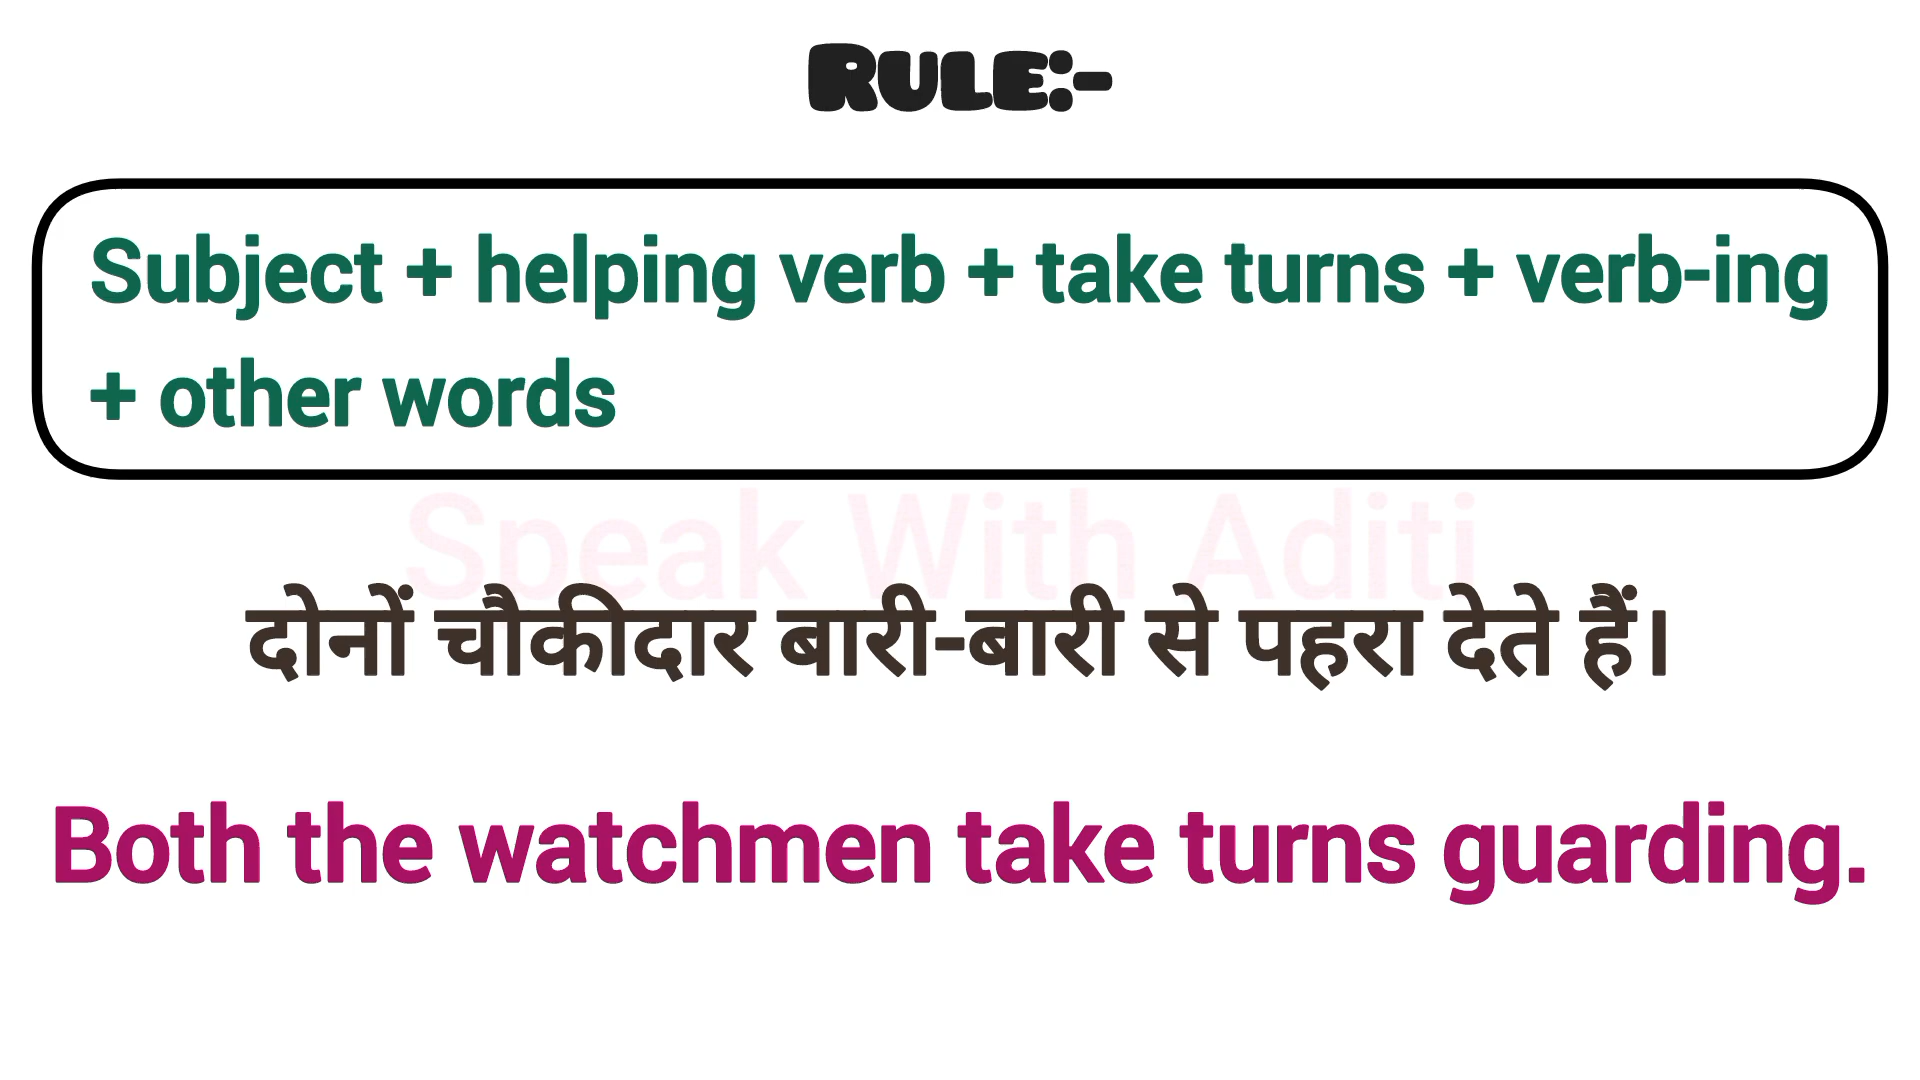 RULE:-
Subject + helping verb + take turns + verb-ing
+ other words
Speak With Aditi
दोनों चौकीदार बारी-बारी से पहरा देते हैं।
Both the watchmen take turns guarding.